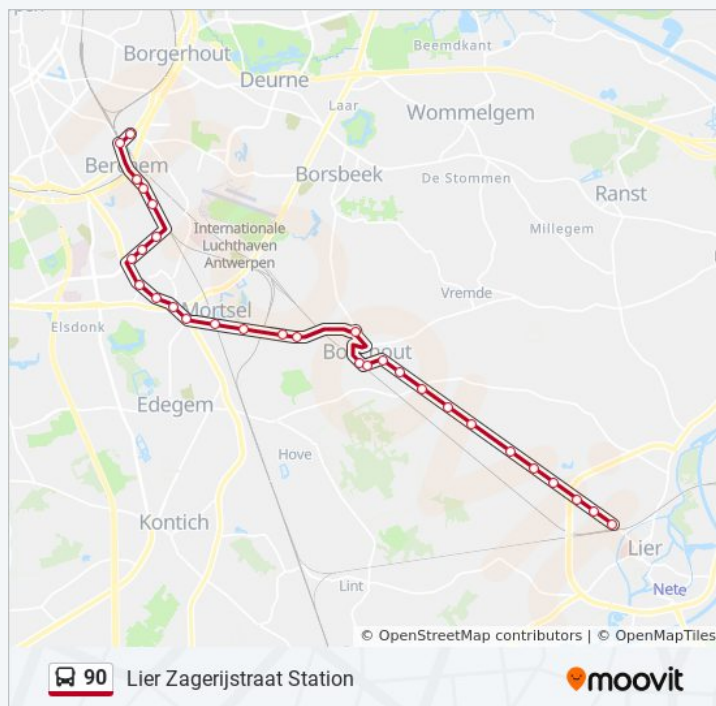 Borgerhout
Beemdkant
Deurne
Laar
Wommelgem
Berchem
Borsbeek
De Stommen
Ranst
Internationale
Luchthaven
Antwerpen
Millegem
Vremde
Elsdonk
Mortsel
Edegem
Hove
Kontich
Lint
Lier
Nete
© OpenStreetMap contributors | © OpenMapTiles
90 Lier Zagerijstraat Station
moovit